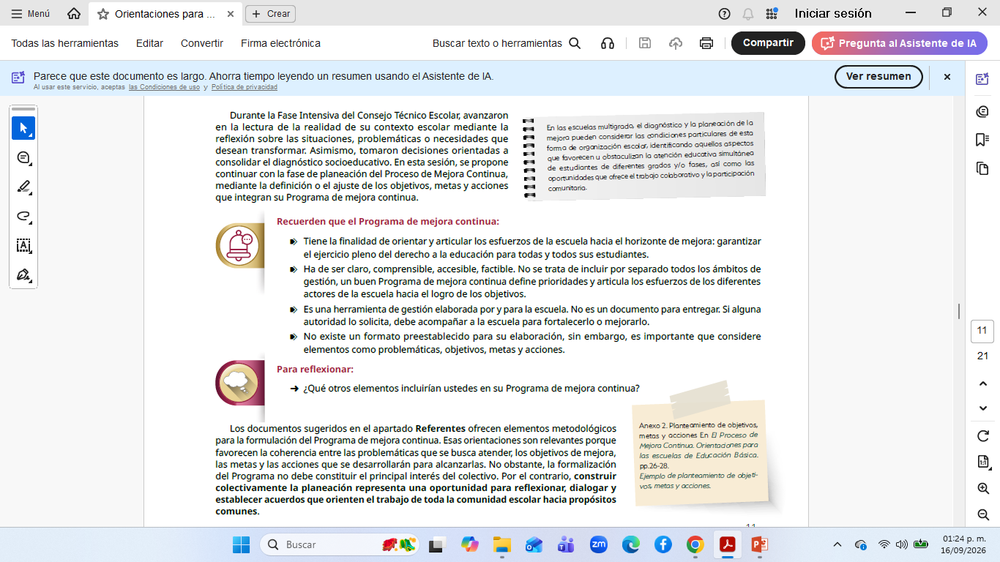 Menú
Orientaciones para ...
Crear
Iniciar sesión
Todas las herramientas
Editar
Convertir
Firma electrónica
Buscar texto o herramientas
Compartir
Pregunta al Asistente de IA
Parece que este documento es largo. Ahorra tiempo leyendo un resumen usando el Asistente de IA.
Al usar este servicio, aceptas las Condiciones de uso y Política de privacidad
Ver resumen
Durante la Fase Intensiva del Consejo Técnico Escolar, avanzaron
en la lectura de la realidad de su contexto escolar mediante la
reflexión sobre las situaciones, problemáticas o necesidades que
desean transformar. Asimismo, tomaron decisiones orientadas a
consolidar el diagnóstico socioeducativo. En esta sesión, se propone
continuar con la fase de planeación del Proceso de Mejora Continua,
mediante la definición o el ajuste de los objetivos, metas y acciones
que integran su Programa de mejora continua.
En las escuelas multigrado, el diagnóstico y la planeación de la
mejora pueden considerar las condiciones particulares de esta
forma de organización escolar, identificando aquellos aspectos
que favorecen u obstaculizan la atención educativa simultánea
de estudiantes de diferentes grados y/o fases, así como las
oportunidades que ofrece el trabajo colaborativo y la participación
comunitaria.
Recuerden que el Programa de mejora continua:
Tiene la finalidad de orientar y articular los esfuerzos de la escuela hacia el horizonte de mejora: garantizar
el ejercicio pleno del derecho a la educación para todas y todos sus estudiantes.
Ha de ser claro, comprensible, accesible, factible. No se trata de incluir por separado todos los ámbitos de
gestión, un buen Programa de mejora continua define prioridades y articula los esfuerzos de los diferentes
actores de la escuela hacia el logro de los objetivos.
Es una herramienta de gestión elaborada por y para la escuela. No es un documento para entregar. Si alguna
autoridad lo solicita, debe acompañar a la escuela para fortalecerlo o mejorarlo.
No existe un formato preestablecido para su elaboración, sin embargo, es importante que considere
elementos como problemáticas, objetivos, metas y acciones.
Para reflexionar:
¿Qué otros elementos incluirían ustedes en su Programa de mejora continua?
Los documentos sugeridos en el apartado Referentes ofrecen elementos metodológicos
para la formulación del Programa de mejora continua. Esas orientaciones son relevantes porque
favorecen la coherencia entre las problemáticas que se busca atender, los objetivos de mejora,
las metas y las acciones que se desarrollarán para alcanzarlas. No obstante, la formalización
del Programa no debe constituir el principal interés del colectivo. Por el contrario, construir
colectivamente la planeación representa una oportunidad para reflexionar, dialogar y
establecer acuerdos que orienten el trabajo de toda la comunidad escolar hacia propósitos
comunes.
Anexo 2. Planteamiento de objetivos,
metas y acciones En El Proceso de
Mejora Continua. Orientaciones para
las escuelas de Educación Básica.
pp.26-28.
Ejemplo de planteamiento de objeti-
vos, metas y acciones.
11
11
21
1:1
Buscar
zm
01:24 p. m.
16/09/2026